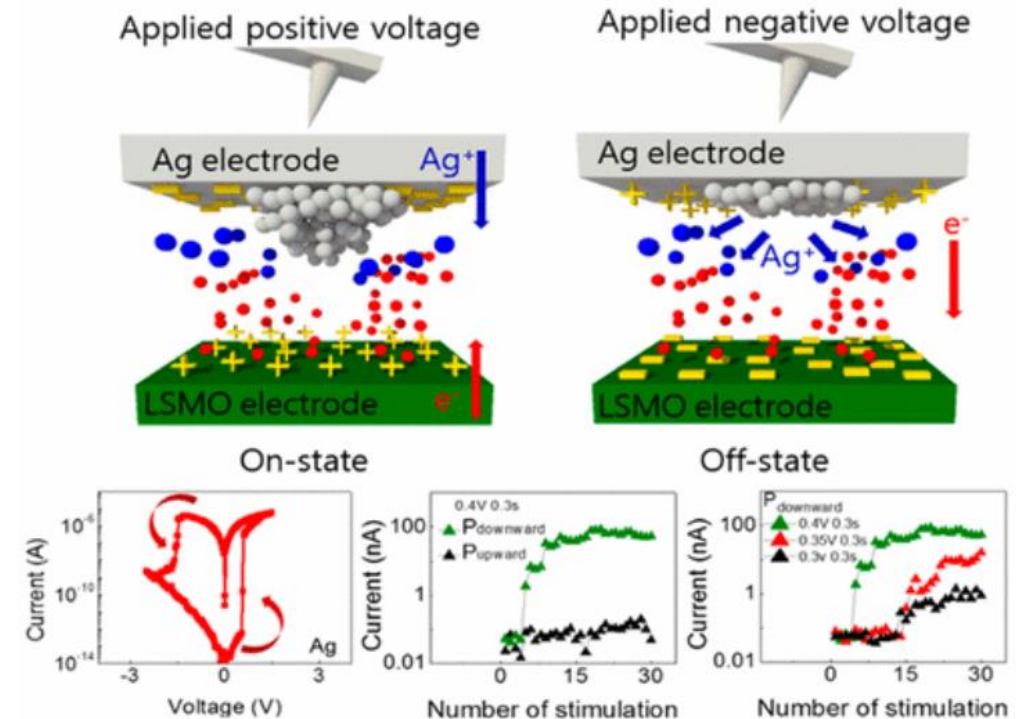 Applied positive voltage
Applied negative voltage
Ag electrode
Ag⁺
LSMO electrode
e⁻
Ag electrode
Ag⁺
e⁻
LSMO electrode
On-state
Off-state
Current (A)
10⁻⁶
10⁻¹⁰
10⁻¹⁴
-3
0
3
Voltage (V)
Ag
Current (nA)
100
1
0.01
0.4V 0.3s
Pdownward
Pupward
0
15
30
Number of stimulation
Current (nA)
100
1
0.01
Pdownward
0.4V 0.3s
0.35V 0.3s
0.3v 0.3s
0
15
30
Number of stimulation